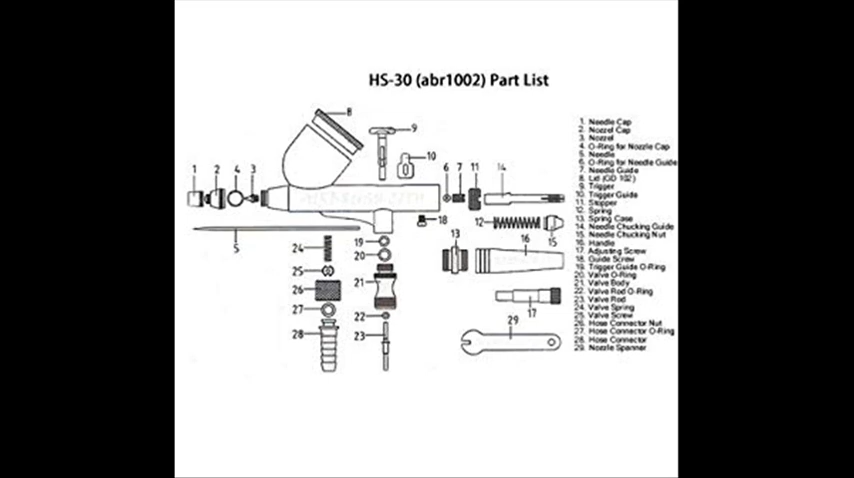 HS-30 (abr1002) Part List
8
9
10
1
2
4
3
6
7
11
14
18
12
15
5
24
19
20
13
16
25
26
21
17
27
22
28
23
29
1. Needle Cap
2. Nozzel Cap
3. Nozzel
4. O-Ring for Nozzle Cap
5. Needle
6. O-Ring for Needle Guide
7. Needle Guide
8. Lid (GD 102)
9. Trigger
10. Trigger Guide
11. Stopper
12. Spring
13. Spring Case
14. Needle Chucking Guide
15. Needle Chucking Nut
16. Handle
17. Adjusting Screw
18. Guide Screw
19. Trigger Guide O-Ring
20. Valve O-Ring
21. Valve Body
22. Valve Rod O-Ring
23. Valve Rod
24. Valve Spring
25. Valve Screw
26. Hose Connector Nut
27. Hose Connector O-Ring
28. Hose Connector
29. Nozzle Spanner